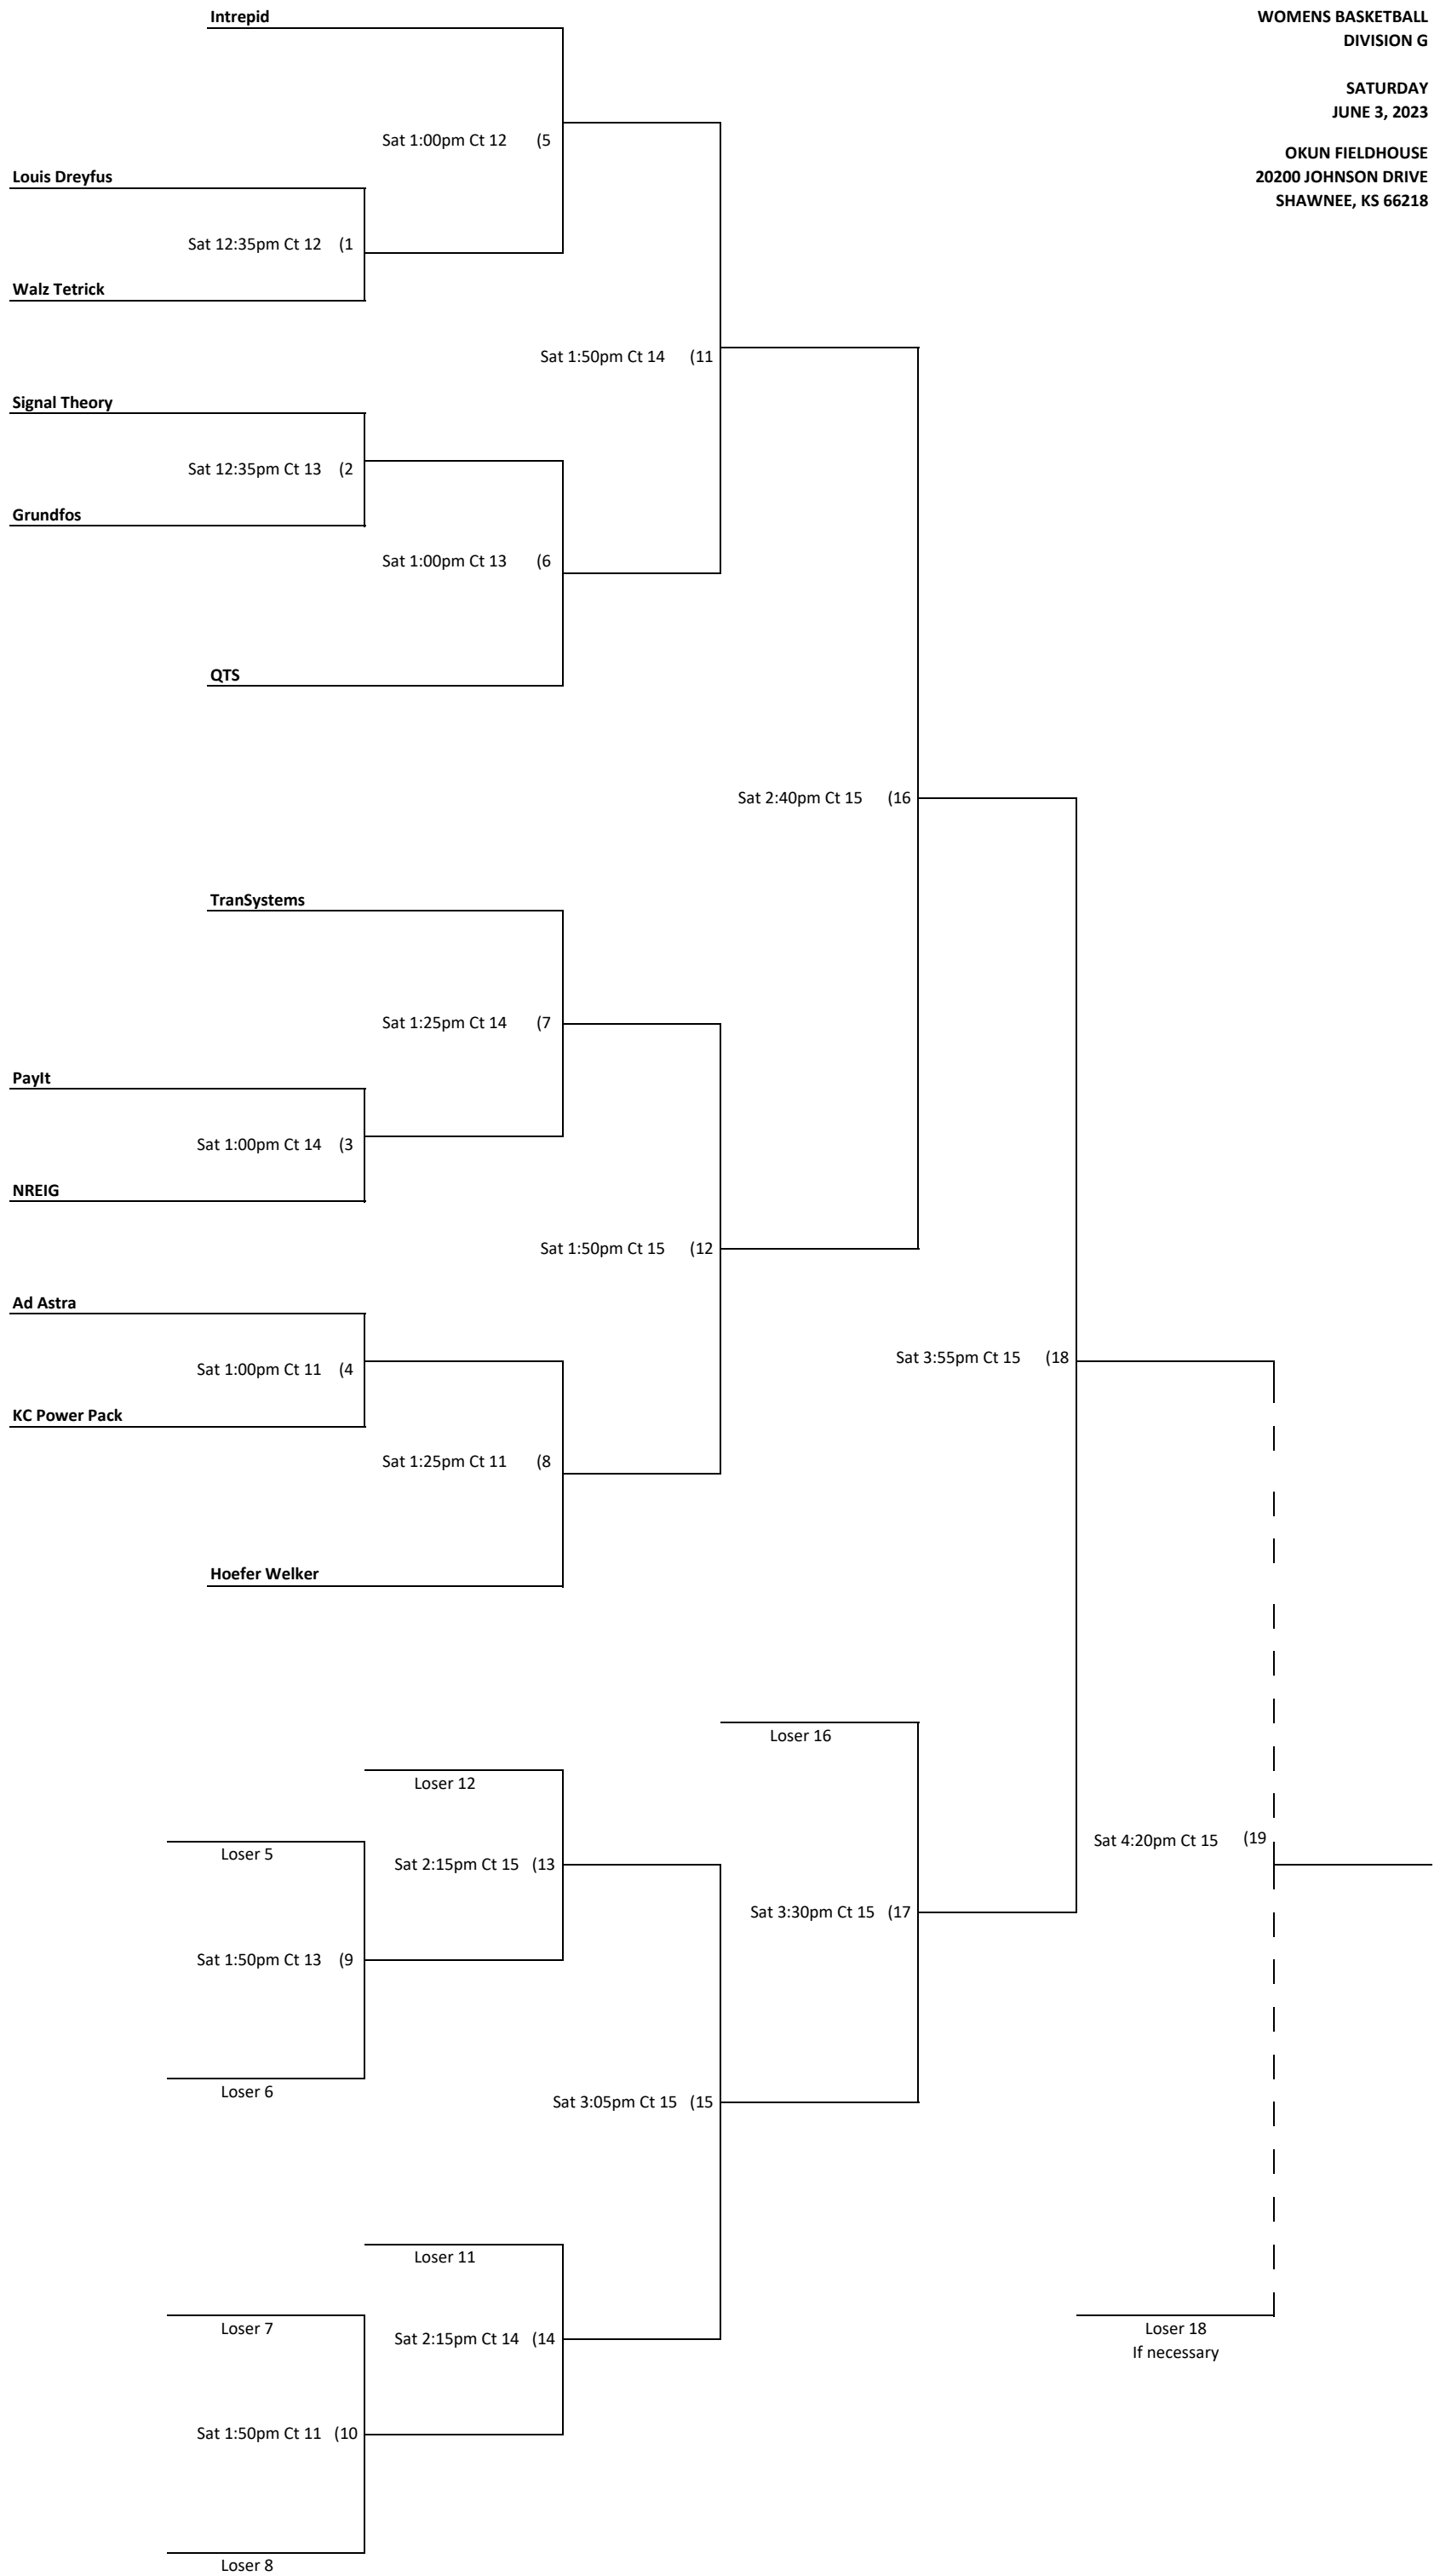 Intrepid
WOMENS BASKETBALL
DIVISION G
SATURDAY
JUNE 3, 2023
Sat 1:00pm Ct 12 (5
OKUN FIELDHOUSE
Louis Dreyfus
20200 JOHNSON DRIVE
SHAWNEE, KS 66218
Sat 12:35pm Ct 12 (1
Walz Tetrick
Sat 1:50pm Ct 14 (11
Signal Theory
Sat 12:35pm Ct 13 (2
Grundfos
Sat 1:00pm Ct 13 (6
QTS
Sat 2:40pm Ct 15 (16
TranSystems
Sat 1:25pm Ct 14 (7
PayIt
Sat 1:00pm Ct 14 (3
NREIG
Sat 1:50pm Ct 15 (12
Ad Astra
Sat 3:55pm Ct 15 (18
Sat 1:00pm Ct 11 (4
KC Power Pack
Sat 1:25pm Ct 11 (8
Hoefer Welker
Loser 16
Loser 12
Sat 4:20pm Ct 15 (19
Loser 5
Sat 2:15pm Ct 15 (13
Sat 3:30pm Ct 15 (17
Sat 1:50pm Ct 13 (9
Loser 6
Sat 3:05pm Ct 15 (15
Loser 11
Loser 7
Loser 18
Sat 2:15pm Ct 14 (14
If necessary
Sat 1:50pm Ct 11 (10
Loser 8